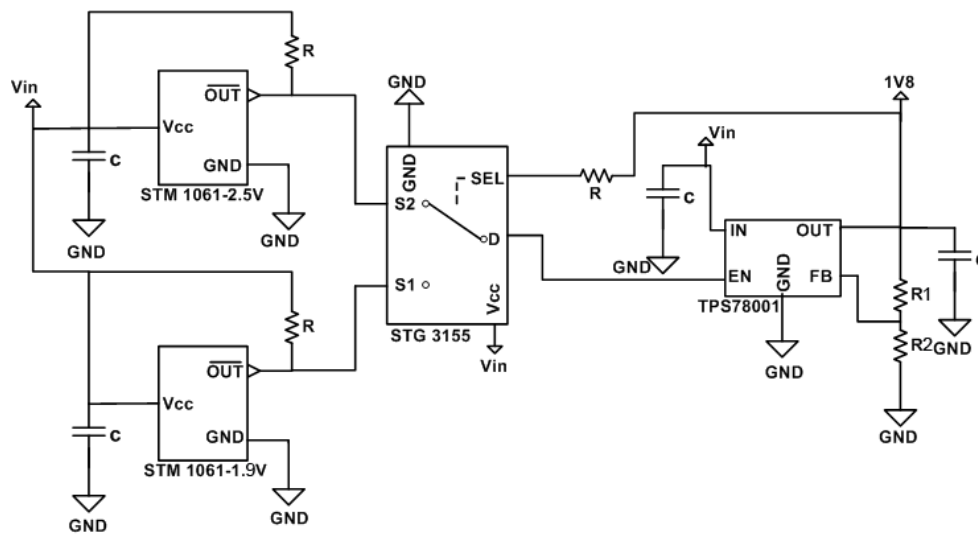 R
Vin
OUT
Vcc
GND
C
STM 1061-2.5V
GND
GND
R
OUT
Vcc
GND
C
STM 1061-1.9V
GND
GND
GND
GND
SEL
S2
D
S1
Vcc
STG 3155
Vin
R
1V8
Vin
C
GND
IN
OUT
EN
GND
FB
TPS78001
GND
R1
R2
GND
GND